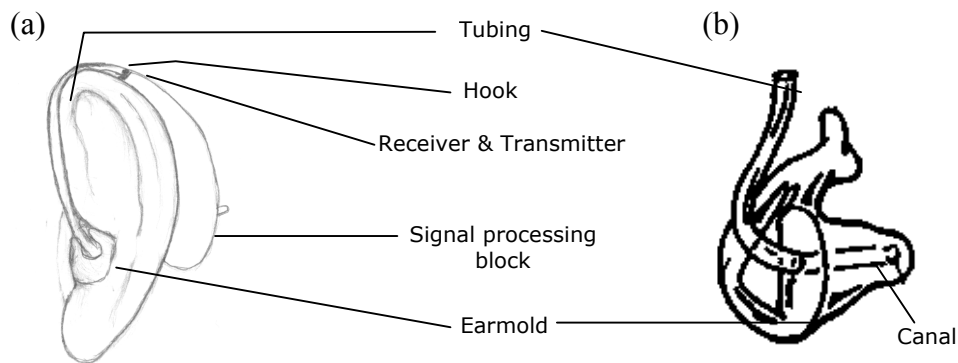 (a)
Tubing
(b)
Hook
Receiver & Transmitter
Signal processing
block
Earmold
Canal